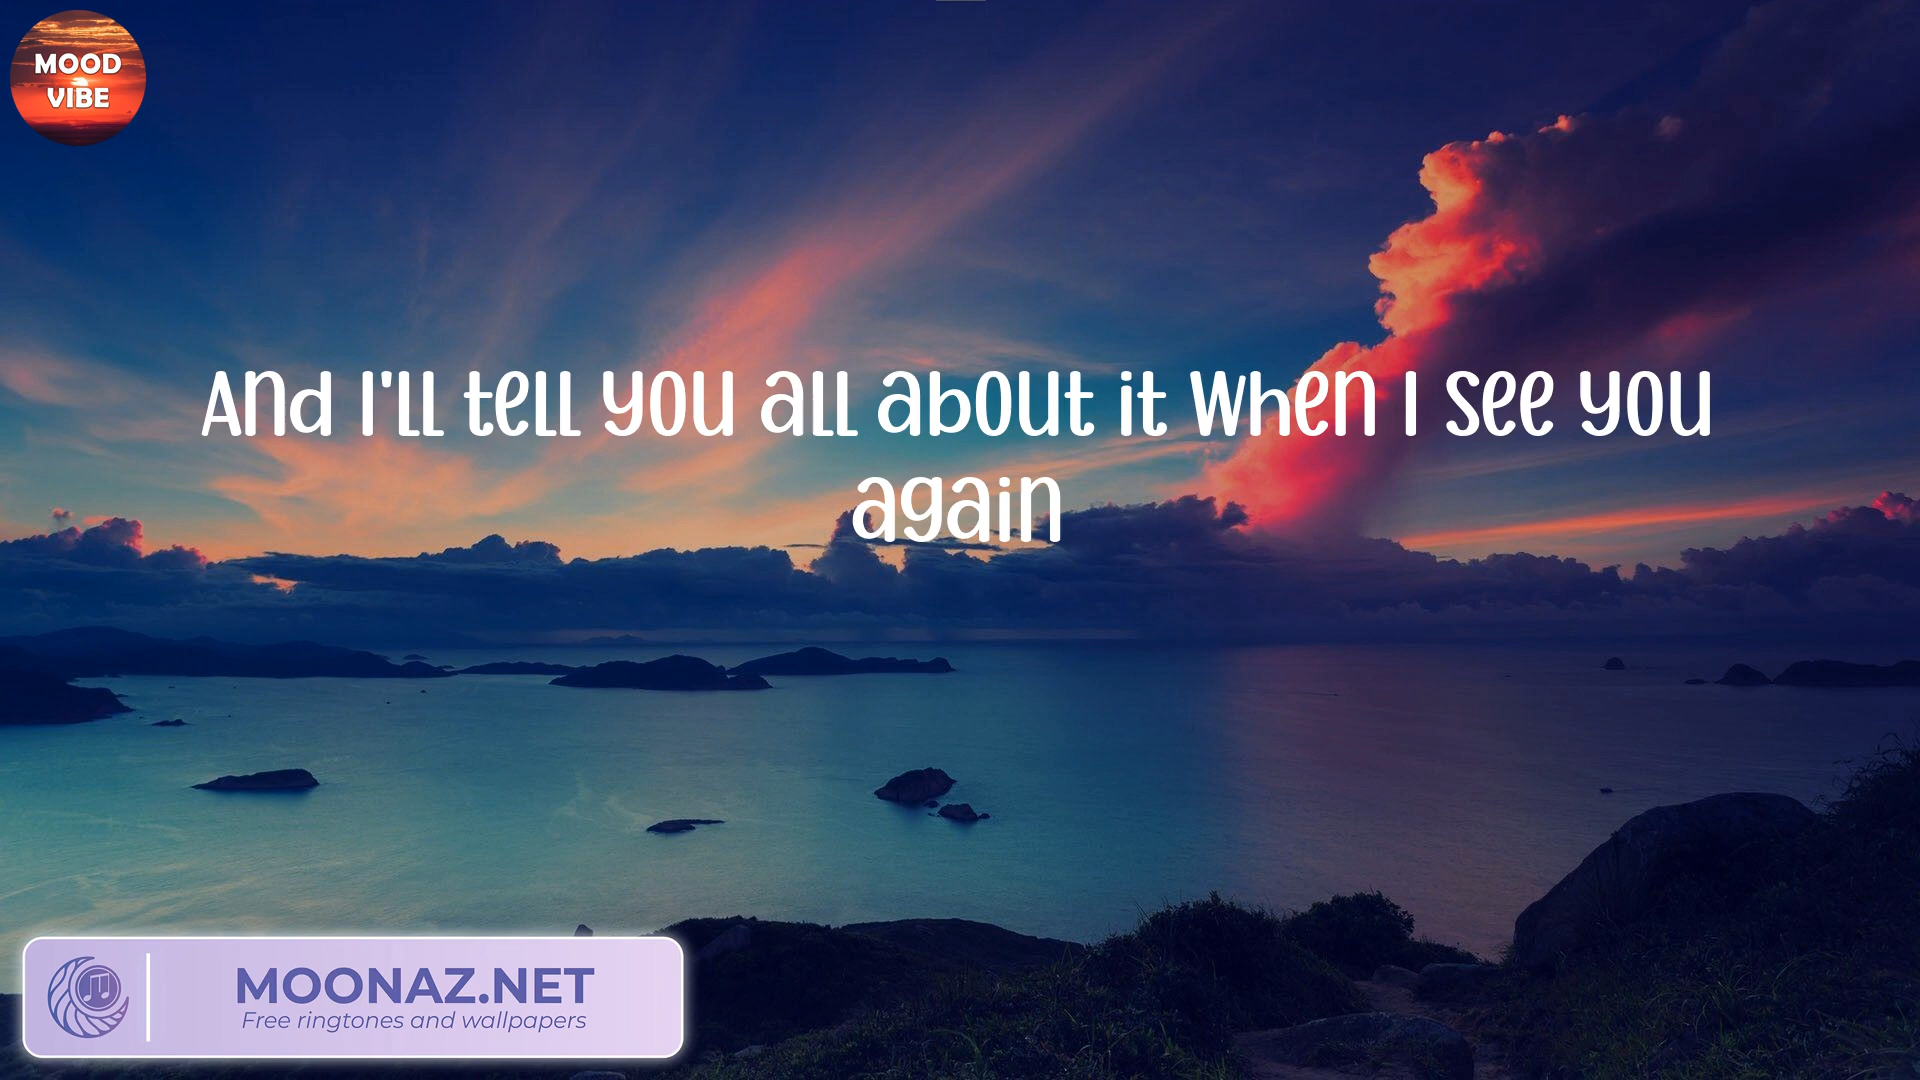 MOOD
VIBE
And I'll tell you all about it when I see you
again
MOONAZ.NET
Free ringtones and wallpapers